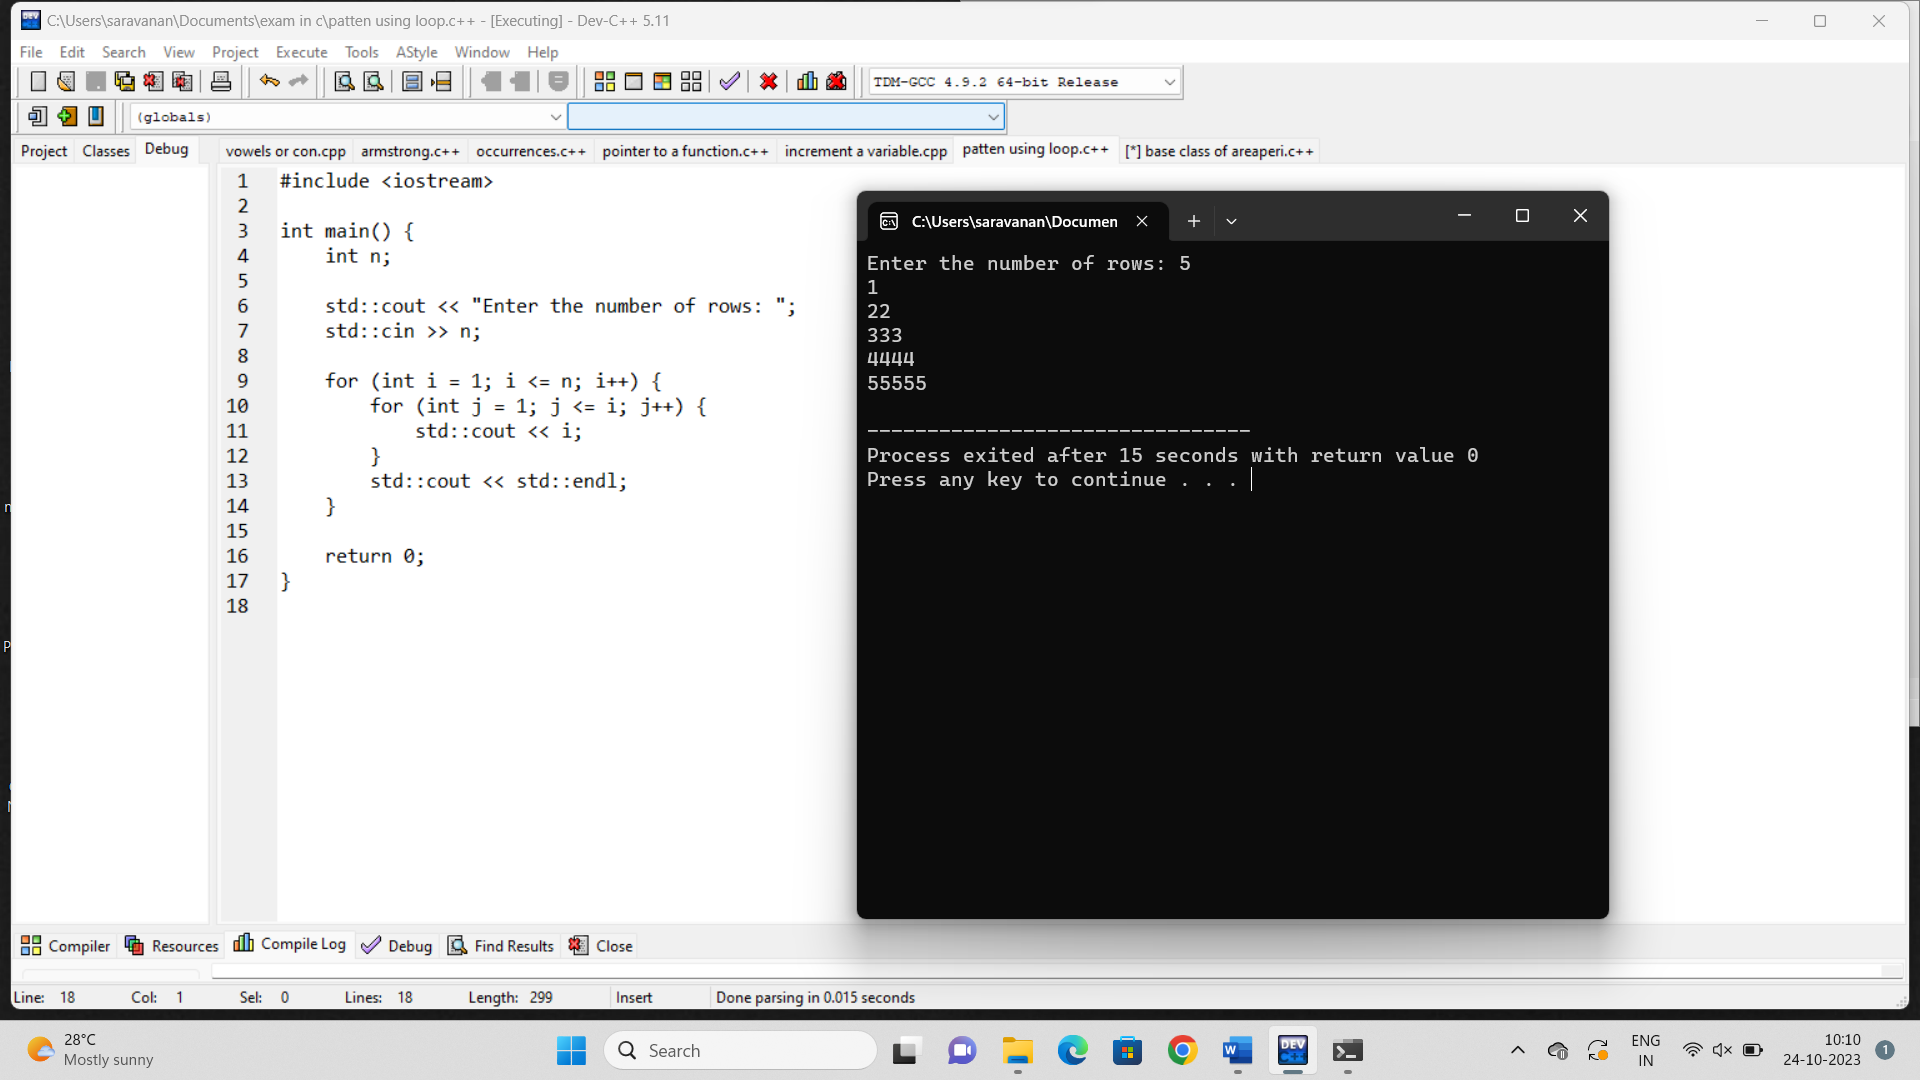 C:\Users\saravanan\Documents\exam in c\patten using loop.c++ - [Executing] - Dev-C++ 5.11
File Edit Search View Project Execute Tools AStyle Window Help
TDM-GCC 4.9.2 64-bit Release
(globals)
Project Classes Debug
vowels or con.cpp armstrong.c++ occurrences.c++ pointer to a function.c++ increment a variable.cpp patten using loop.c++ [*] base class of areaperi.c++
1 #include <iostream>
2
3 int main() {
4 int n;
5
6 std::cout << "Enter the number of rows: ";
7 std::cin >> n;
8
9 for (int i = 1; i <= n; i++) {
10 for (int j = 1; j <= i; j++) {
11 std::cout << i;
12 }
13 std::cout << std::endl;
14 }
15
16 return 0;
17 }
18
C:\Users\saravanan\Documen
Enter the number of rows: 5
1
22
333
4444
55555
--------------------------------
Process exited after 15 seconds with return value 0
Press any key to continue . . .
Compiler Resources Compile Log Debug Find Results Close
Line: 18 Col: 1 Sel: 0 Lines: 18 Length: 299 Insert Done parsing in 0.015 seconds
28°C
Mostly sunny
Search
DEV
C++
ENG
IN
10:10
24-10-2023
1